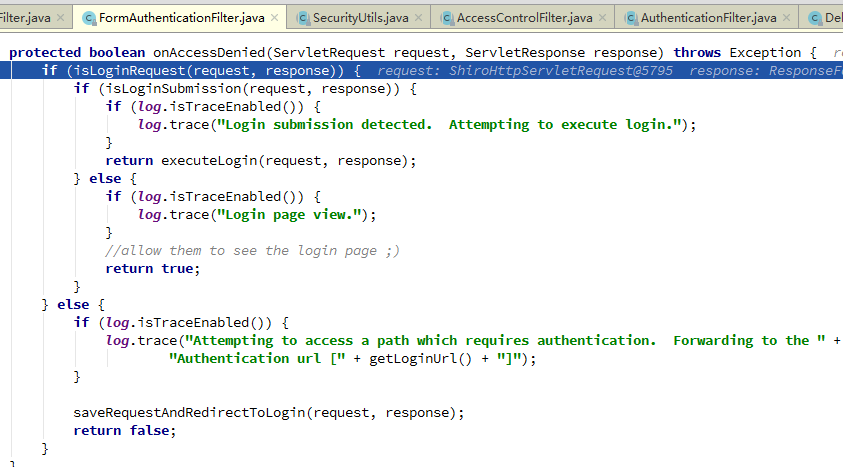 Filter.java × FormAuthenticationFilter.java × SecurityUtils.java × AccessControlFilter.java × AuthenticationFilter.java ×
protected boolean onAccessDenied(ServletRequest request, ServletResponse response) throws Exception {
if (isLoginRequest(request, response)) { request: ShiroHttpServletRequest@5795 response:
if (isLoginSubmission(request, response)) {
if (log.isTraceEnabled()) {
log.trace("Login submission detected.  Attempting to execute login.");
}
return executeLogin(request, response);
} else {
if (log.isTraceEnabled()) {
log.trace("Login page view.");
}
//allow them to see the login page ;)
return true;
}
} else {
if (log.isTraceEnabled()) {
log.trace("Attempting to access a path which requires authentication.  Forwarding to the " +
"Authentication url [" + getLoginUrl() + "]");
}
saveRequestAndRedirectToLogin(request, response);
return false;
}
}